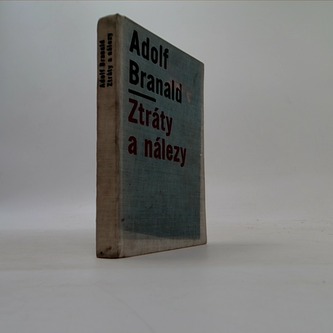 Adolf
Branald
Ztráty
a nálezy
Adolf Branald
Ztráty a nálezy